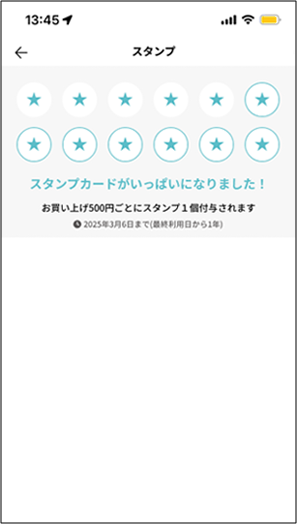 13:45
スタンプ
スタンプカードがいっぱいになりました！
お買い上げ500円ごとにスタンプ１個付与されます
2025年3月6日まで(最終利用日から1年)